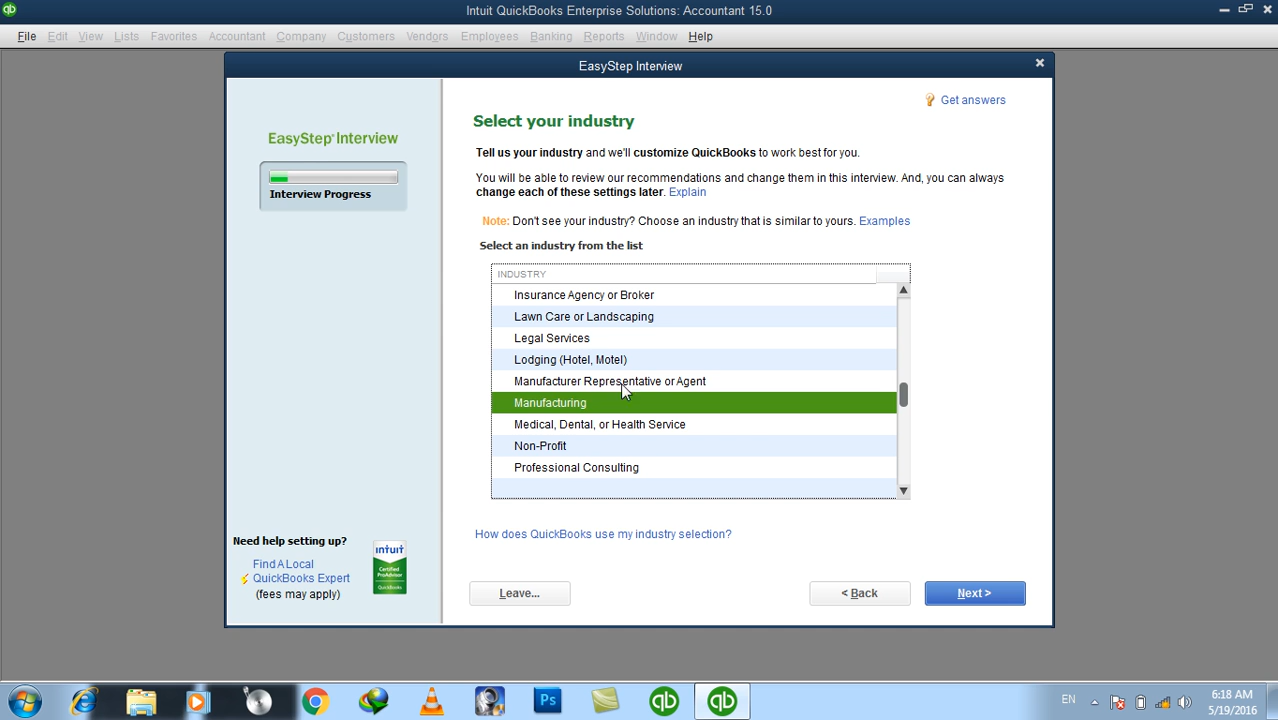 Intuit QuickBooks Enterprise Solutions: Accountant 15.0
File Edit View Lists Favorites Accountant Company Customers Vendors Employees Banking Reports Window Help
EasyStep Interview
Get answers
EasyStep Interview
Interview Progress
Select your industry
Tell us your industry and we'll customize QuickBooks to work best for you.
You will be able to review our recommendations and change them in this interview. And, you can always
change each of these settings later. Explain
Note: Don't see your industry? Choose an industry that is similar to yours. Examples
Select an industry from the list
INDUSTRY
Insurance Agency or Broker
Lawn Care or Landscaping
Legal Services
Lodging (Hotel, Motel)
Manufacturer Representative or Agent
Manufacturing
Medical, Dental, or Health Service
Non-Profit
Professional Consulting
How does QuickBooks use my industry selection?
Need help setting up?
Find A Local
QuickBooks Expert
(fees may apply)
intuit
Certified
ProAdvisor
QuickBooks
Leave...
< Back
Next >
qb
Ps
qb
qb
EN
6:18 AM
5/19/2016